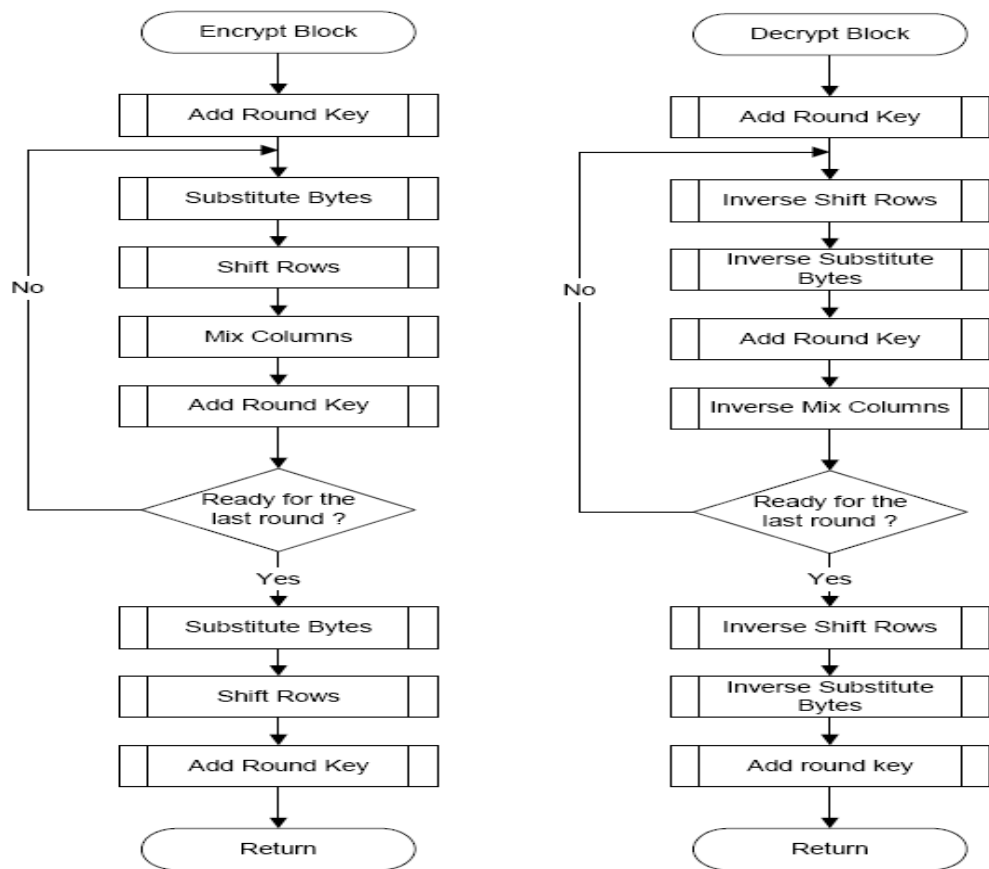 Encrypt Block
Add Round Key
Substitute Bytes
Shift Rows
No
Mix Columns
Add Round Key
Ready for the
last round ?
Yes
Substitute Bytes
Shift Rows
Add Round Key
Return
Decrypt Block
Add Round Key
Inverse Shift Rows
Inverse Substitute
Bytes
No
Add Round Key
Inverse Mix Columns
Ready for the
last round ?
Yes
Inverse Shift Rows
Inverse Substitute
Bytes
Add round key
Return